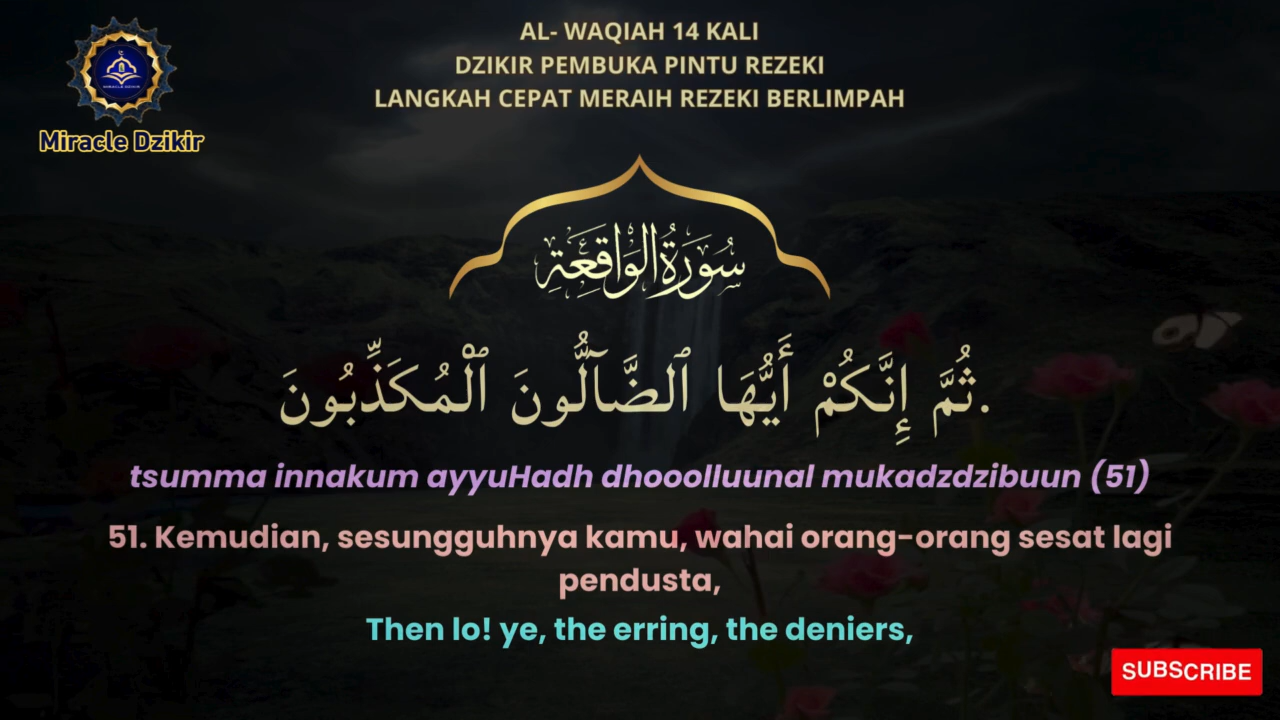 AL- WAQIAH 14 KALI
DZIKIR PEMBUKA PINTU REZEKI
LANGKAH CEPAT MERAIH REZEKI BERLIMPAH
Miracle Dzikir
سُورَةُ الْوَاقِعَةِ
ثُمَّ إِنَّكُمْ أَيُّهَا ٱلضَّآلُّونَ ٱلْمُكَذِّبُونَ.
tsumma innakum ayyuHadh dhooolluunal mukadzdzibuun (51)
51. Kemudian, sesungguhnya kamu, wahai orang-orang sesat lagi
pendusta,
Then lo! ye, the erring, the deniers,
SUBSCRIBE